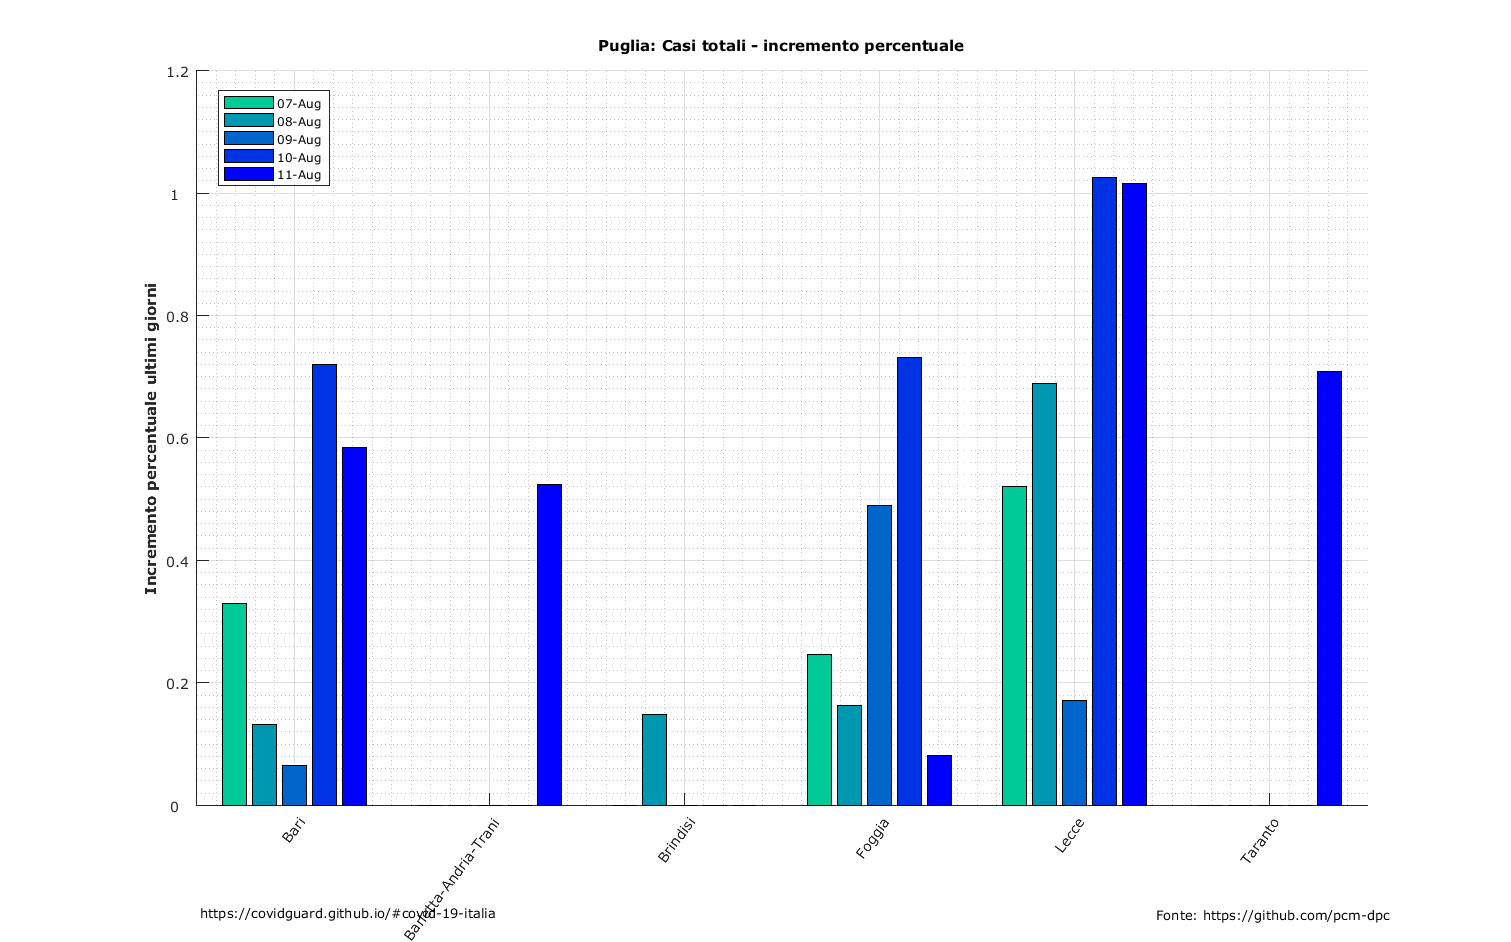 Puglia: Casi totali - incremento percentuale
1.2
1
0.8
0.6
0.4
0.2
0
Incremento percentuale ultimi giorni
07-Aug
08-Aug
09-Aug
10-Aug
11-Aug
Bari
Barletta-Andria-Trani
Brindisi
Foggia
Lecce
Taranto
https://covidguard.github.io/#covid-19-italia
Fonte: https://github.com/pcm-dpc